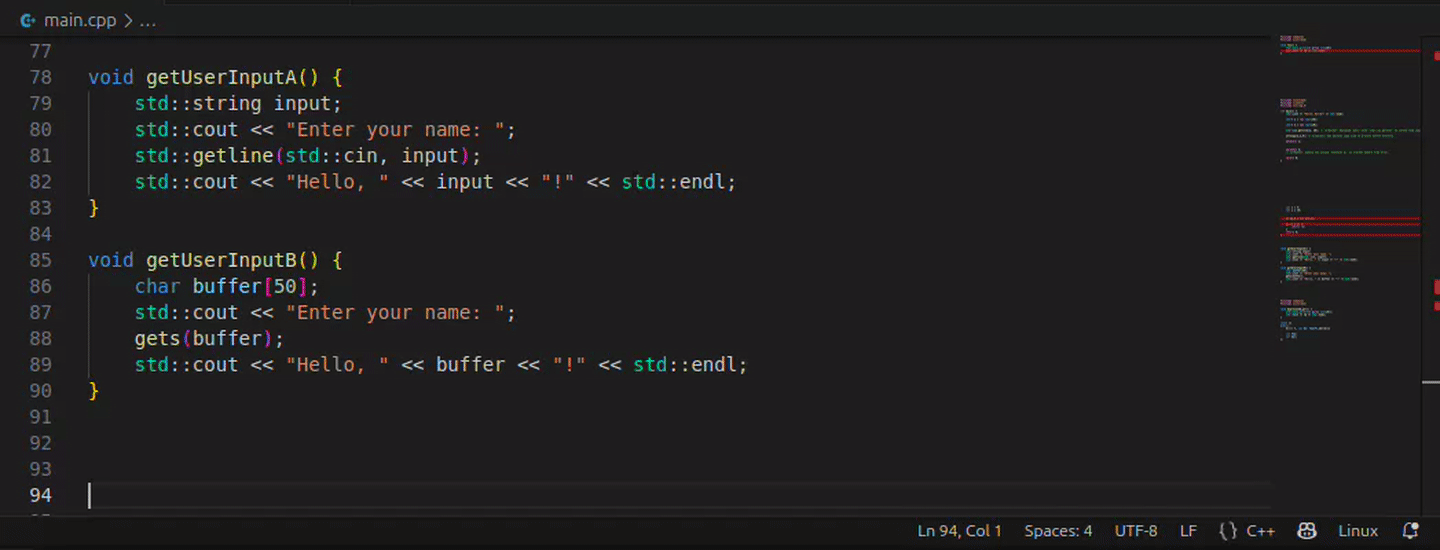 main.cpp > ...
77
78 void getUserInputA() {
79     std::string input;
80     std::cout << "Enter your name: ";
81     std::getline(std::cin, input);
82     std::cout << "Hello, " << input << "!" << std::endl;
83 }
84
85 void getUserInputB() {
86     char buffer[50];
87     std::cout << "Enter your name: ";
88     gets(buffer);
89     std::cout << "Hello, " << buffer << "!" << std::endl;
90 }
91
92
93
94
Ln 94, Col 1 Spaces: 4 UTF-8 LF {} C++ Linux